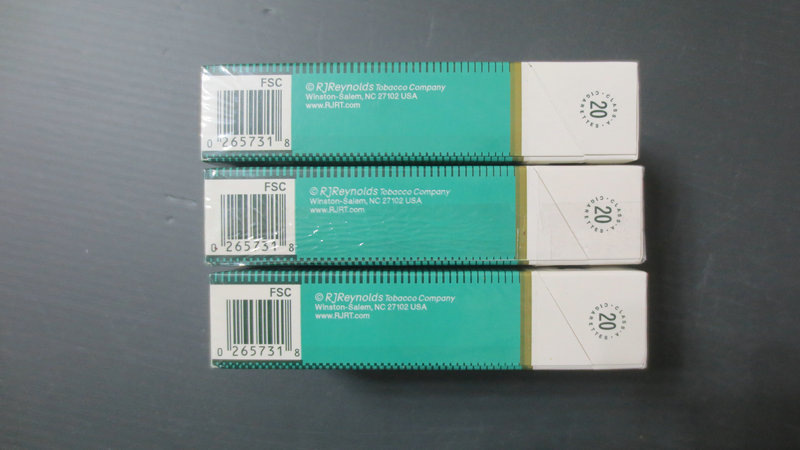 FSC
© RJReynolds Tobacco Company
Winston-Salem, NC 27102 USA
www.RJRT.com
0 265731 8
20
CLASS-A
CIGARETTES
FSC
© RJReynolds Tobacco Company
Winston-Salem, NC 27102 USA
www.RJRT.com
0 265731 8
20
CLASS-A
CIGARETTES
FSC
© RJReynolds Tobacco Company
Winston-Salem, NC 27102 USA
www.RJRT.com
0 265731 8
20
CLASS-A
CIGARETTES